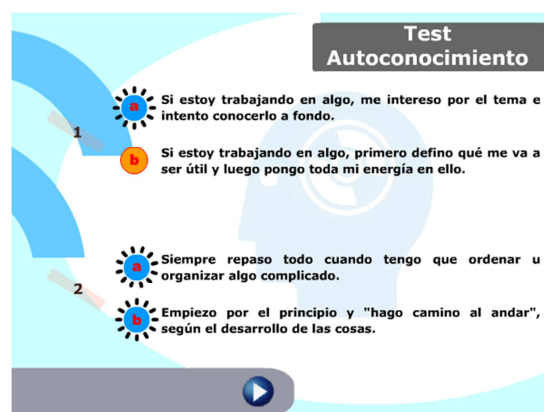 Test
Autoconocimiento
a
Si estoy trabajando en algo, me intereso por el tema e
intento conocerlo a fondo.
1
b
Si estoy trabajando en algo, primero defino qué me va a
ser útil y luego pongo toda mi energía en ello.
a
Siempre repaso todo cuando tengo que ordenar u
organizar algo complicado.
2
b
Empiezo por el principio y "hago camino al andar",
según el desarrollo de las cosas.